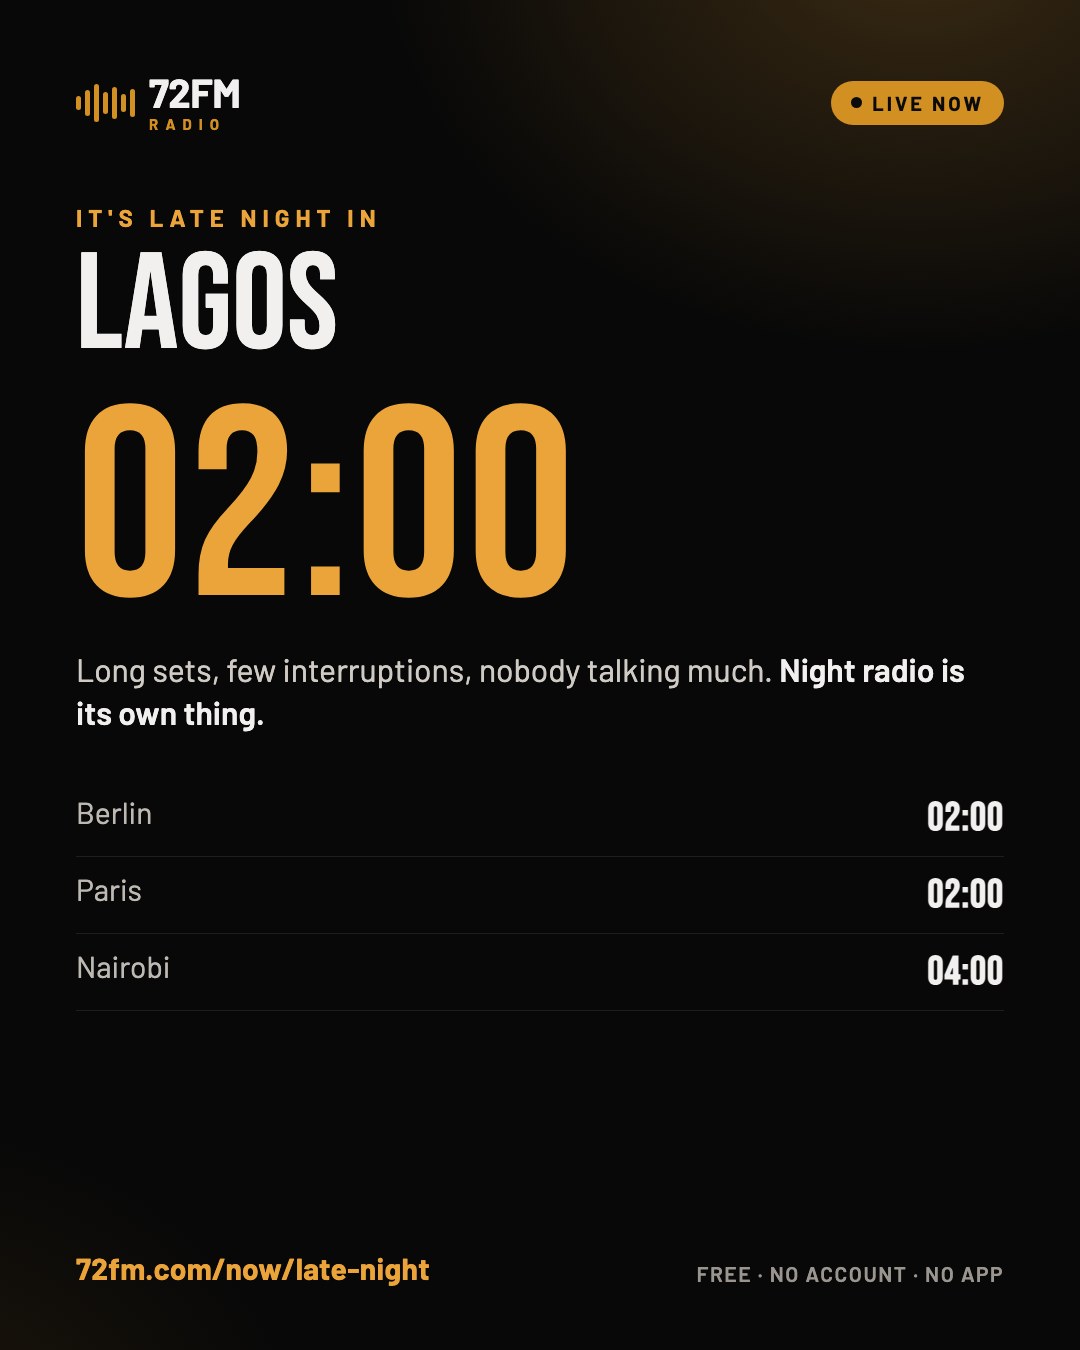 72FM
RADIO
LIVE NOW
IT'S LATE NIGHT IN
LAGOS
02:00
Long sets, few interruptions, nobody talking much. Night radio is
its own thing.
Berlin 02:00
Paris 02:00
Nairobi 04:00
72fm.com/now/late-night
FREE · NO ACCOUNT · NO APP